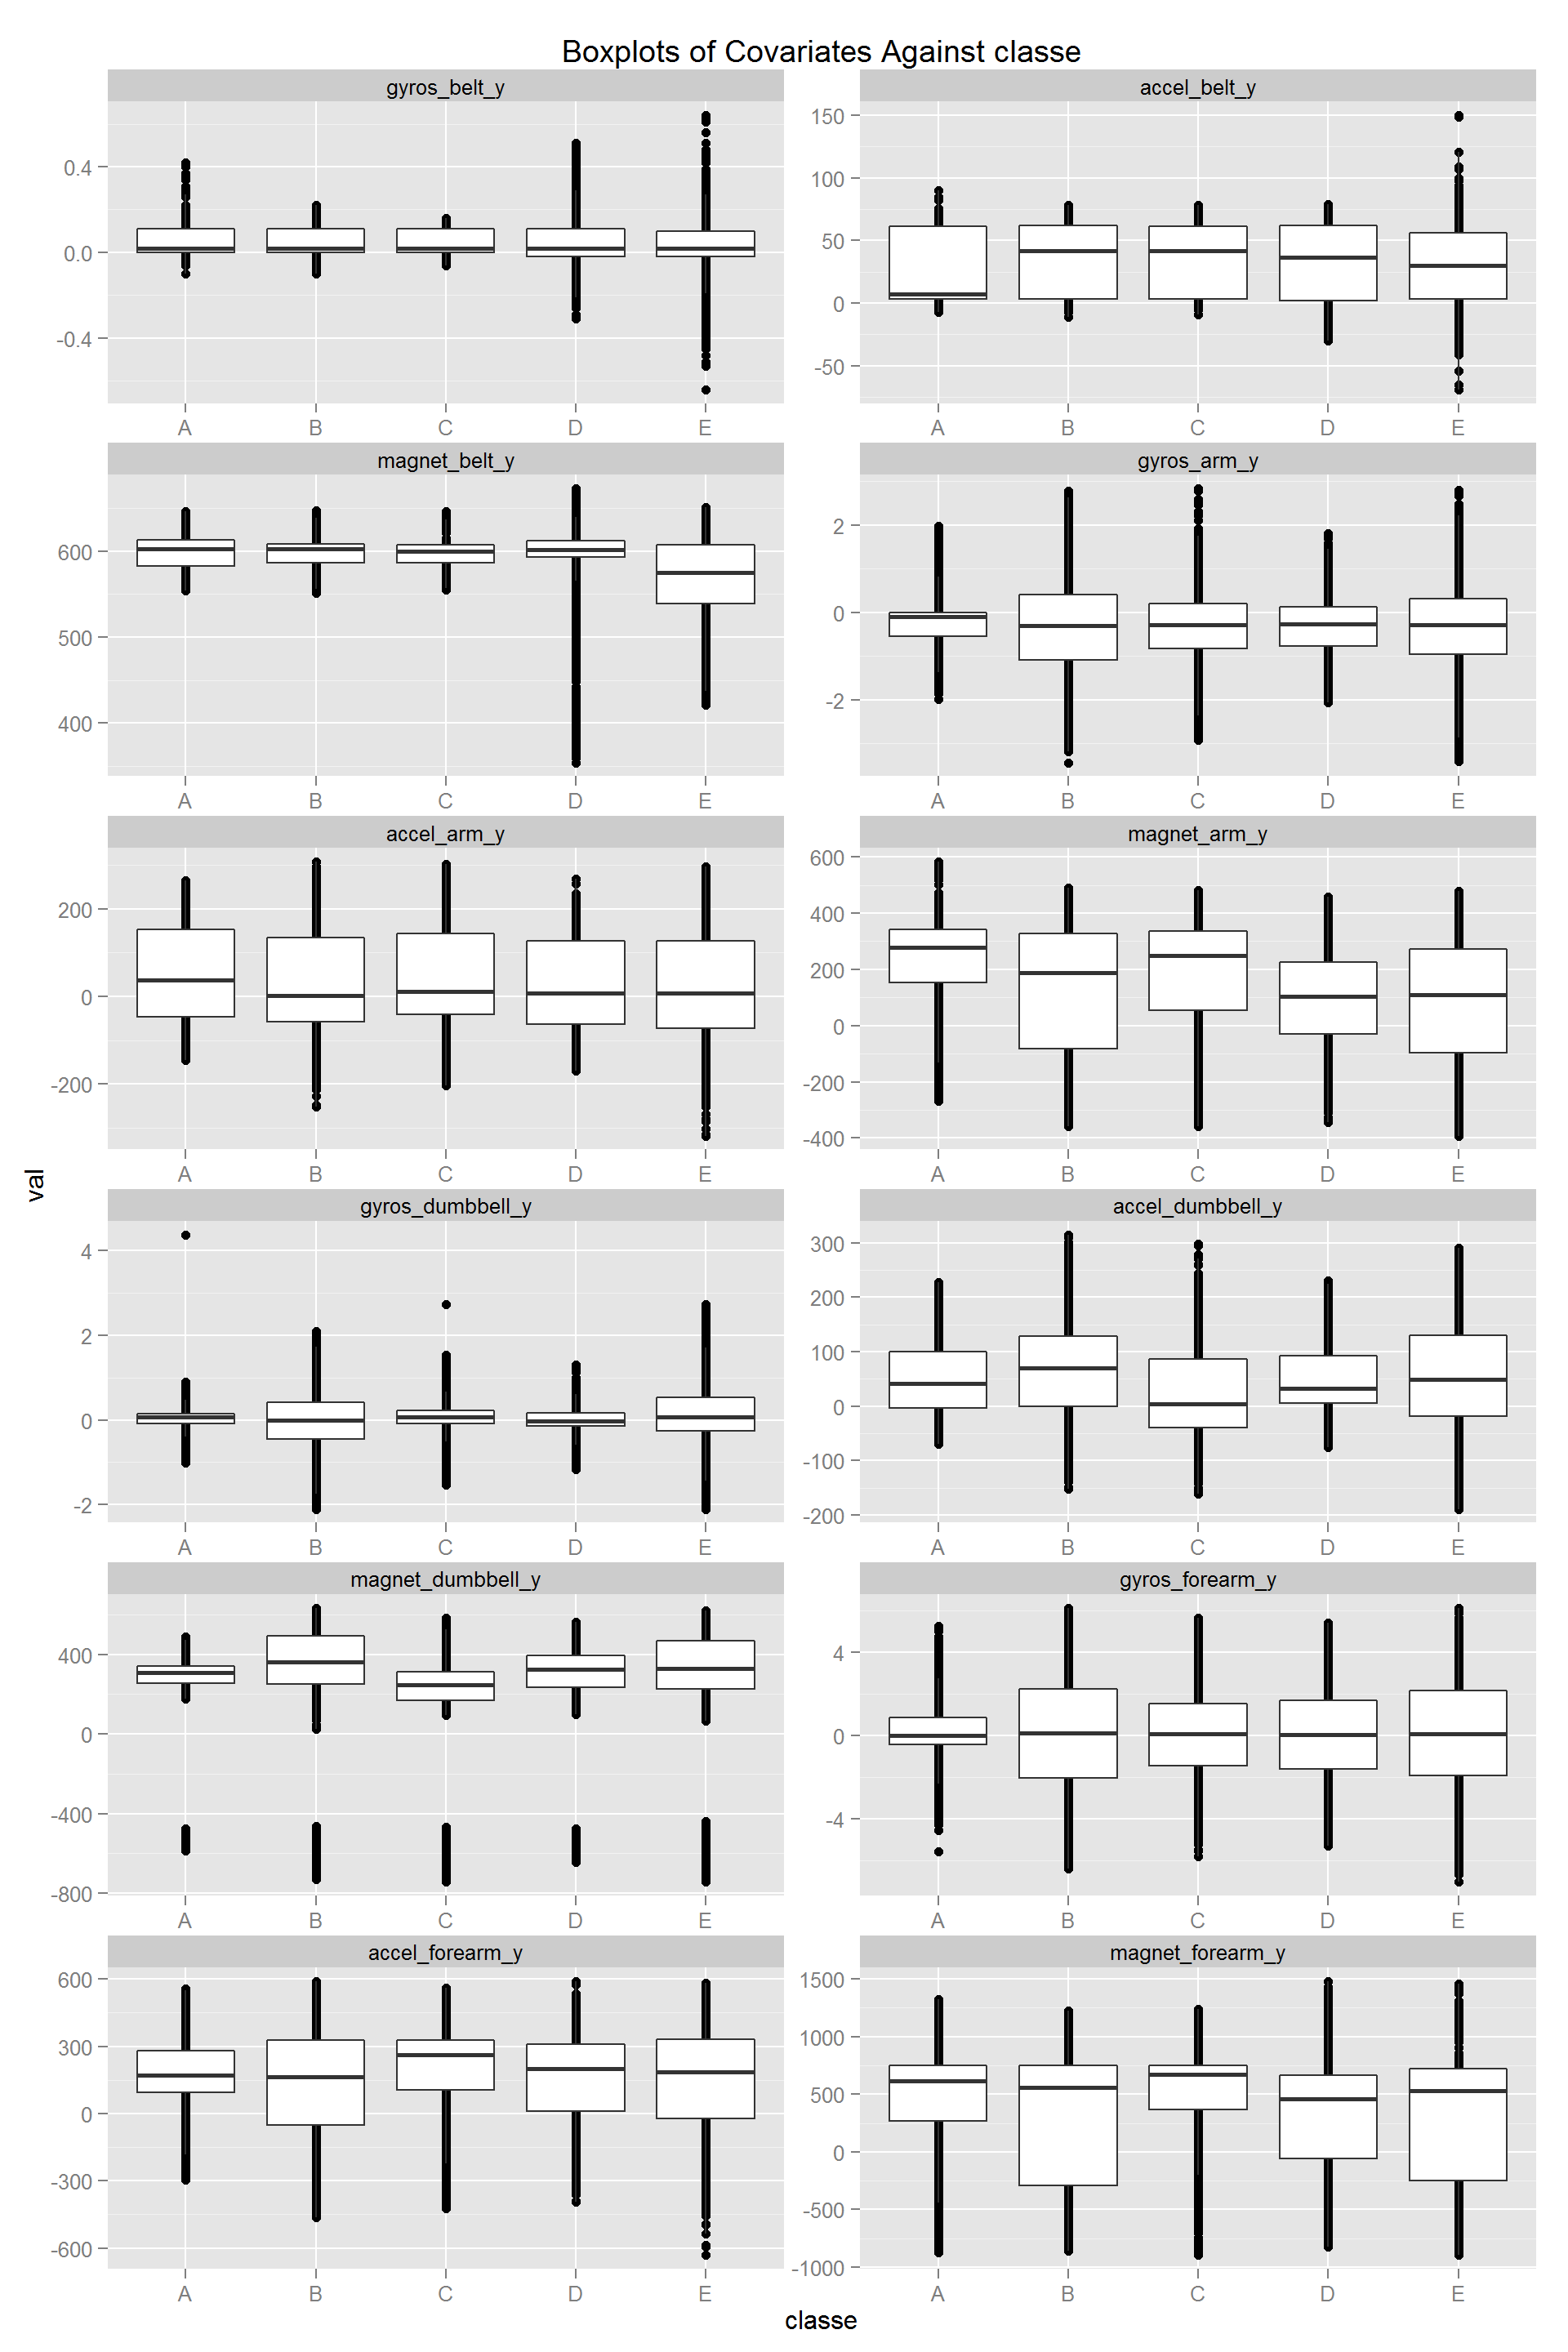 Boxplots of Covariates Against classe
gyros_belt_y
0.4
0.0
-0.4
A B C D E
accel_belt_y
150
100
50
0
-50
A B C D E
magnet_belt_y
600
500
400
A B C D E
gyros_arm_y
2
0
-2
A B C D E
accel_arm_y
200
0
-200
A B C D E
magnet_arm_y
600
400
200
0
-200
-400
A B C D E
val
gyros_dumbbell_y
4
2
0
-2
A B C D E
accel_dumbbell_y
300
200
100
0
-100
-200
A B C D E
magnet_dumbbell_y
400
0
-400
-800
A B C D E
gyros_forearm_y
4
0
-4
A B C D E
accel_forearm_y
600
300
0
-300
-600
A B C D E
magnet_forearm_y
1500
1000
500
0
-500
-1000
A B C D E
classe